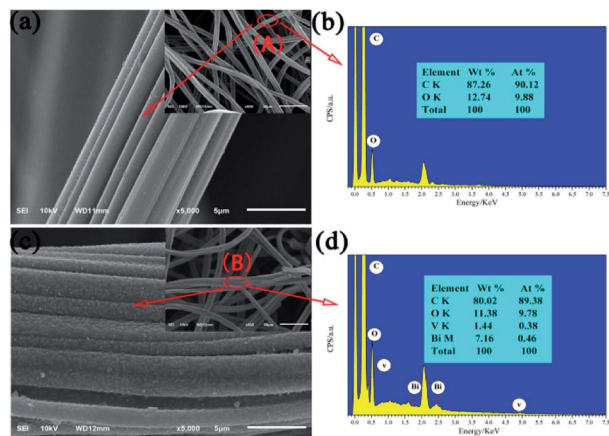 (a)
(A)
SEI 10kV WD11mm x5,000 5μm
(b)
CPS/a.u.
C
O
Element Wt % At %
C K 87.26 90.12
O K 12.74 9.88
Total 100 100
0.0 0.5 1.0 1.5 2.0 2.5 3.0 3.5 4.0 4.5 5.0 5.5 6.0 6.5 7.0 7.5
Energy/KeV
(c)
(B)
SEI 10kV WD12mm x5,000 5μm
(d)
CPS/a.u.
C
O
v
Bi
Bi
v
Element Wt % At %
C K 80.02 89.38
O K 11.38 9.78
V K 1.44 0.38
Bi M 7.16 0.46
Total 100 100
0.0 0.5 1.0 1.5 2.0 2.5 3.0 3.5 4.0 4.5 5.0 5.5 6.0 6.5 7.0 7.5
Energy/KeV